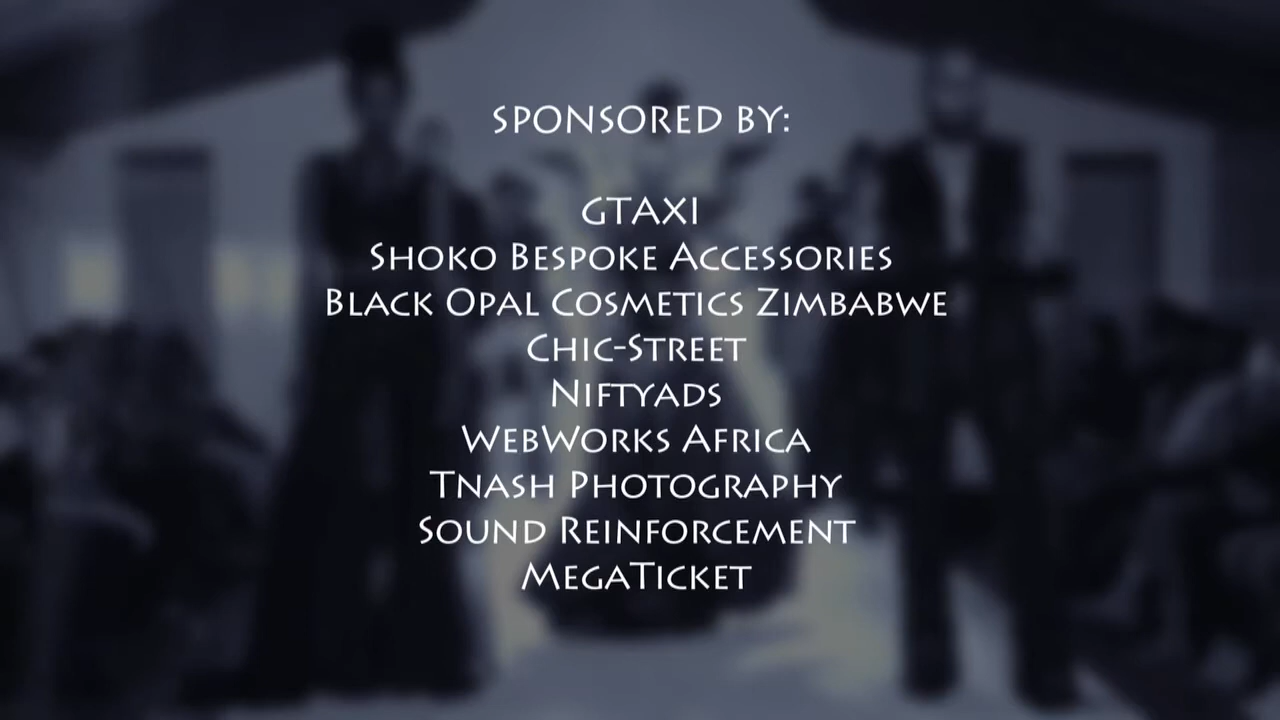 SPONSORED BY:
GTAXI
SHOKO BESPOKE ACCESSORIES
BLACK OPAL COSMETICS ZIMBABWE
CHIC-STREET
NIFTYADS
WEBWORKS AFRICA
TNASH PHOTOGRAPHY
SOUND REINFORCEMENT
MEGATICKET